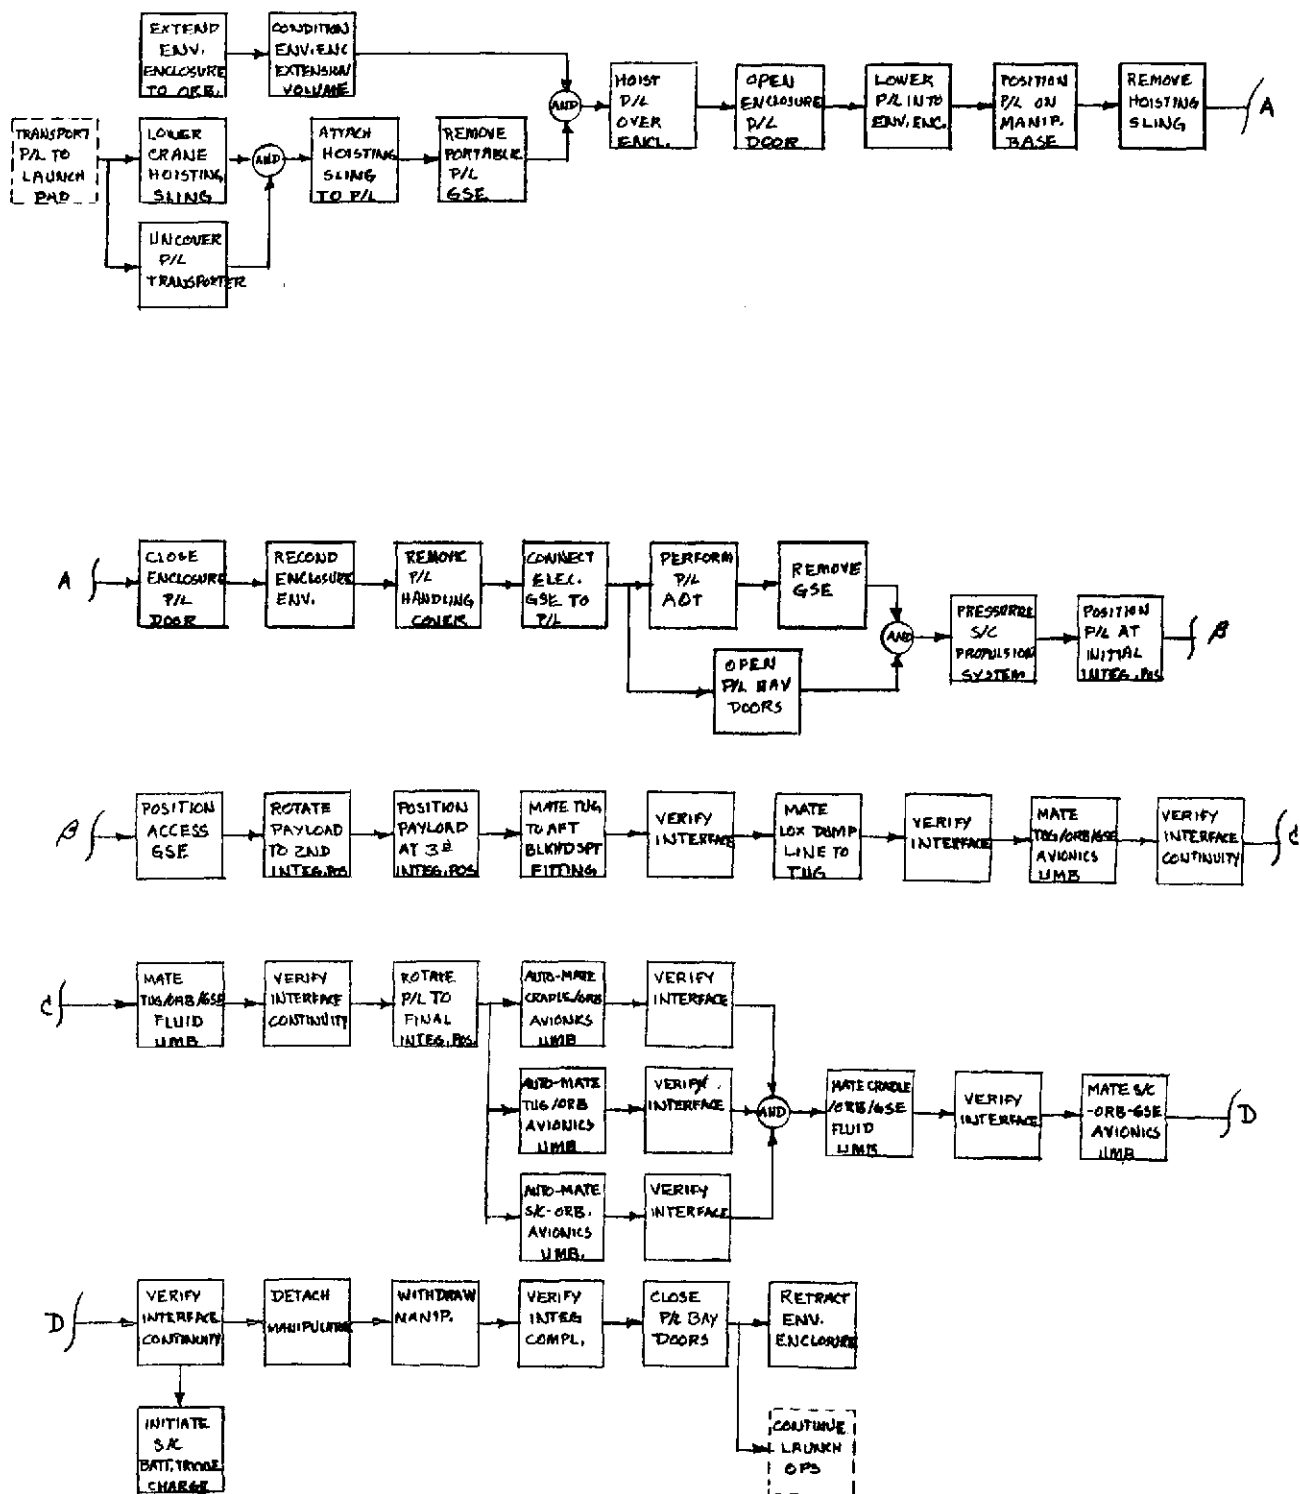 EXTEND
ENV.
ENCLOSURE
TO ORB.
CONDITION
ENV. ENC
EXTENSION
VOLUME
TRANSPORT
P/L TO
LAUNCH
PAD
LOWER
CRANE
HOISTING
SLING
AND
ATTACH
HOISTING
SLING
TO P/L
REMOVE
PORTABLE
P/L
GSE
UNCOVER
P/L
TRANSPORTER
AND
HOIST
P/L
OVER
ENCL.
OPEN
ENCLOSURE
P/L
DOOR
LOWER
P/L INTO
ENV. ENC.
POSITION
P/L ON
MANIP.
BASE
REMOVE
HOISTING
SLING
A
A
CLOSE
ENCLOSURE
P/L
DOOR
RECOND
ENCLOSURE
ENV.
REMOVE
P/L
HANDLING
COVER
CONNECT
ELEC.
GSE TO
P/L
PERFORM
P/L
AOT
REMOVE
GSE
OPEN
P/L BAY
DOORS
AND
PRESSURIZE
S/C
PROPULSION
SYSTEM
POSITION
P/L AT
INITIAL
INTEG. POS
B
B
POSITION
ACCESS
GSE
ROTATE
PAYLOAD
TO 2ND
INTEG. POS
POSITION
PAYLOAD
AT 3D
INTEG. POS
MATE TUG
TO AFT
BLKHD SPT
FITTING
VERIFY
INTERFACE
MATE
LOX DUMP
LINE TO
TUG
VERIFY
INTERFACE
MATE
TUG/ORB/GSE
AVIONICS
UMB
VERIFY
INTERFACE
CONTINUITY
C
C
MATE
TUG/ORB/GSE
FLUID
UMB
VERIFY
INTERFACE
CONTINUITY
ROTATE
P/L TO
FINAL
INTEG. POS.
AUTO-MATE
CRADLE/ORB
AVIONICS
UMB
VERIFY
INTERFACE
AUTO-MATE
TUG/ORB
AVIONICS
UMB
VERIFY
INTERFACE
AUTO-MATE
S/C-ORB.
AVIONICS
UMB.
VERIFY
INTERFACE
AND
MATE CRADLE
/ORB/GSE
FLUID
UMB
VERIFY
INTERFACE
MATE S/C
-ORB-GSE
AVIONICS
UMB
D
D
VERIFY
INTERFACE
CONTINUITY
DETACH
MANIPULATOR
WITHDRAW
MANIP.
VERIFY
INTEG
COMPL.
CLOSE
P/L BAY
DOORS
RETRACT
ENV.
ENCLOSURE
INITIATE
S/C
BATT. TRICKLE
CHARGE
CONTINUE
LAUNCH
OPS